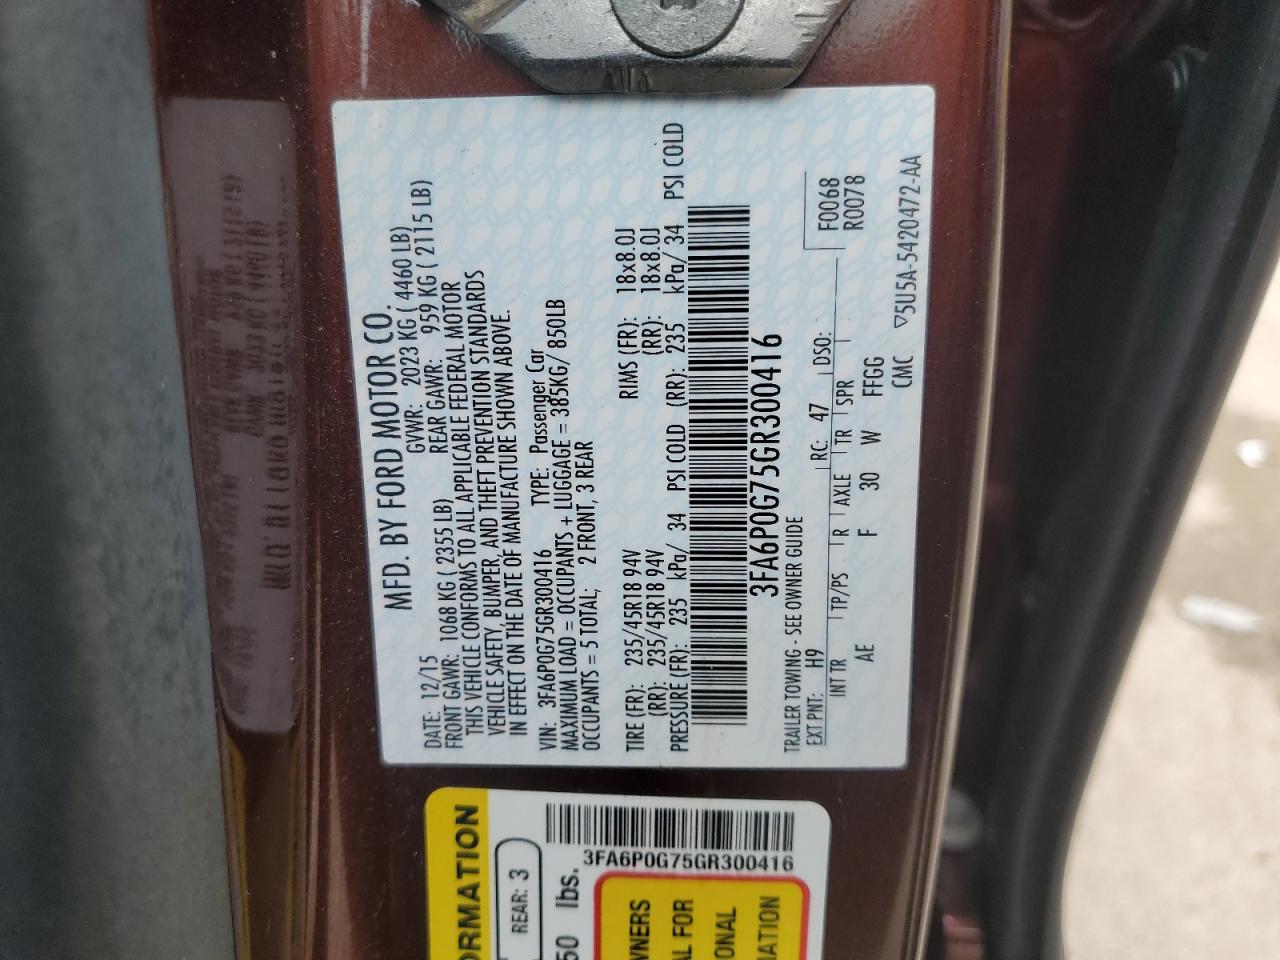 MFD. BY FORD MOTOR CO.
DATE: 12/15 GVWR: 2023 KG ( 4460 LB)
FRONT GAWR: 1068 KG ( 2355 LB) REAR GAWR: 959 KG ( 2115 LB)
THIS VEHICLE CONFORMS TO ALL APPLICABLE FEDERAL MOTOR
VEHICLE SAFETY, BUMPER, AND THEFT PREVENTION STANDARDS
IN EFFECT ON THE DATE OF MANUFACTURE SHOWN ABOVE.
VIN: 3FA6P0G75GR300416 TYPE: Passenger Car
MAXIMUM LOAD = OCCUPANTS + LUGGAGE = 385KG/ 850LB
OCCUPANTS = 5 TOTAL; 2 FRONT, 3 REAR
TIRE (FR): 235/45R18 94V RIMS (FR): 18x8.0J
(RR): 235/45R18 94V (RR): 18x8.0J
PRESSURE (FR): 235 kPa/ 34 PSI COLD (RR): 235 kPa/ 34 PSI COLD
3FA6P0G75GR300416
TRAILER TOWING - SEE OWNER GUIDE F0068
EXT PNT: H9 RC: 47 DSO: R0078
INT TR TP/PS R AXLE TR SPR
AE F 30 W FFGG
CMC ▽5U5A-5420472-AA
ORMATION
REAR: 3
3FA6P0G75GR300416
50 lbs.
WNERS
AL FOR
ONAL
ATION